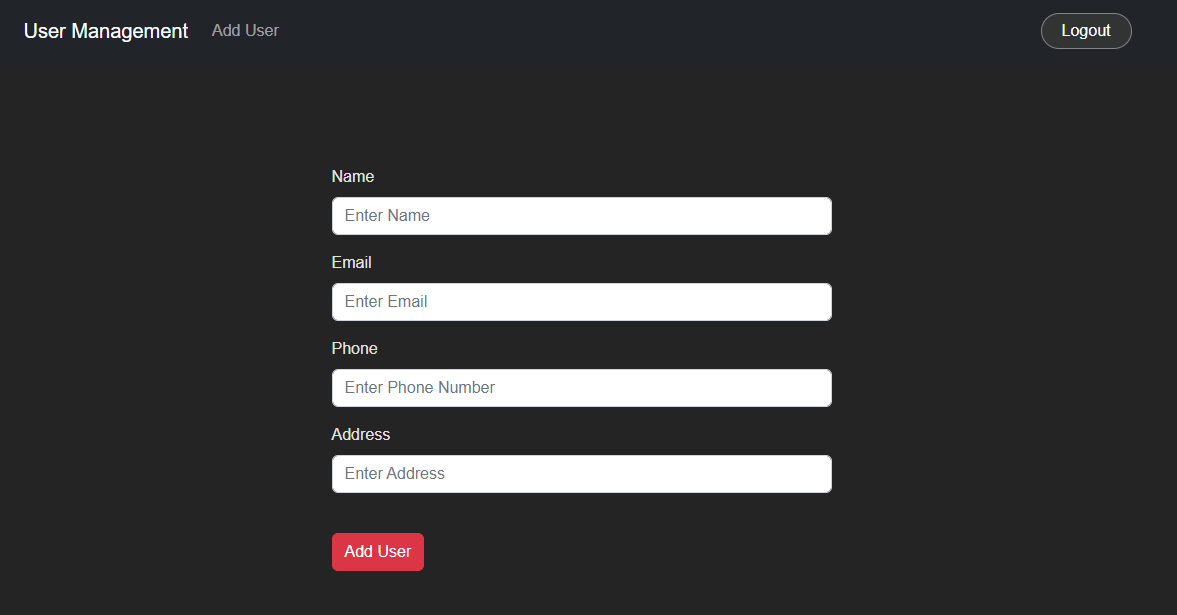 User Management Add User Logout
Name
Enter Name
Email
Enter Email
Phone
Enter Phone Number
Address
Enter Address
Add User